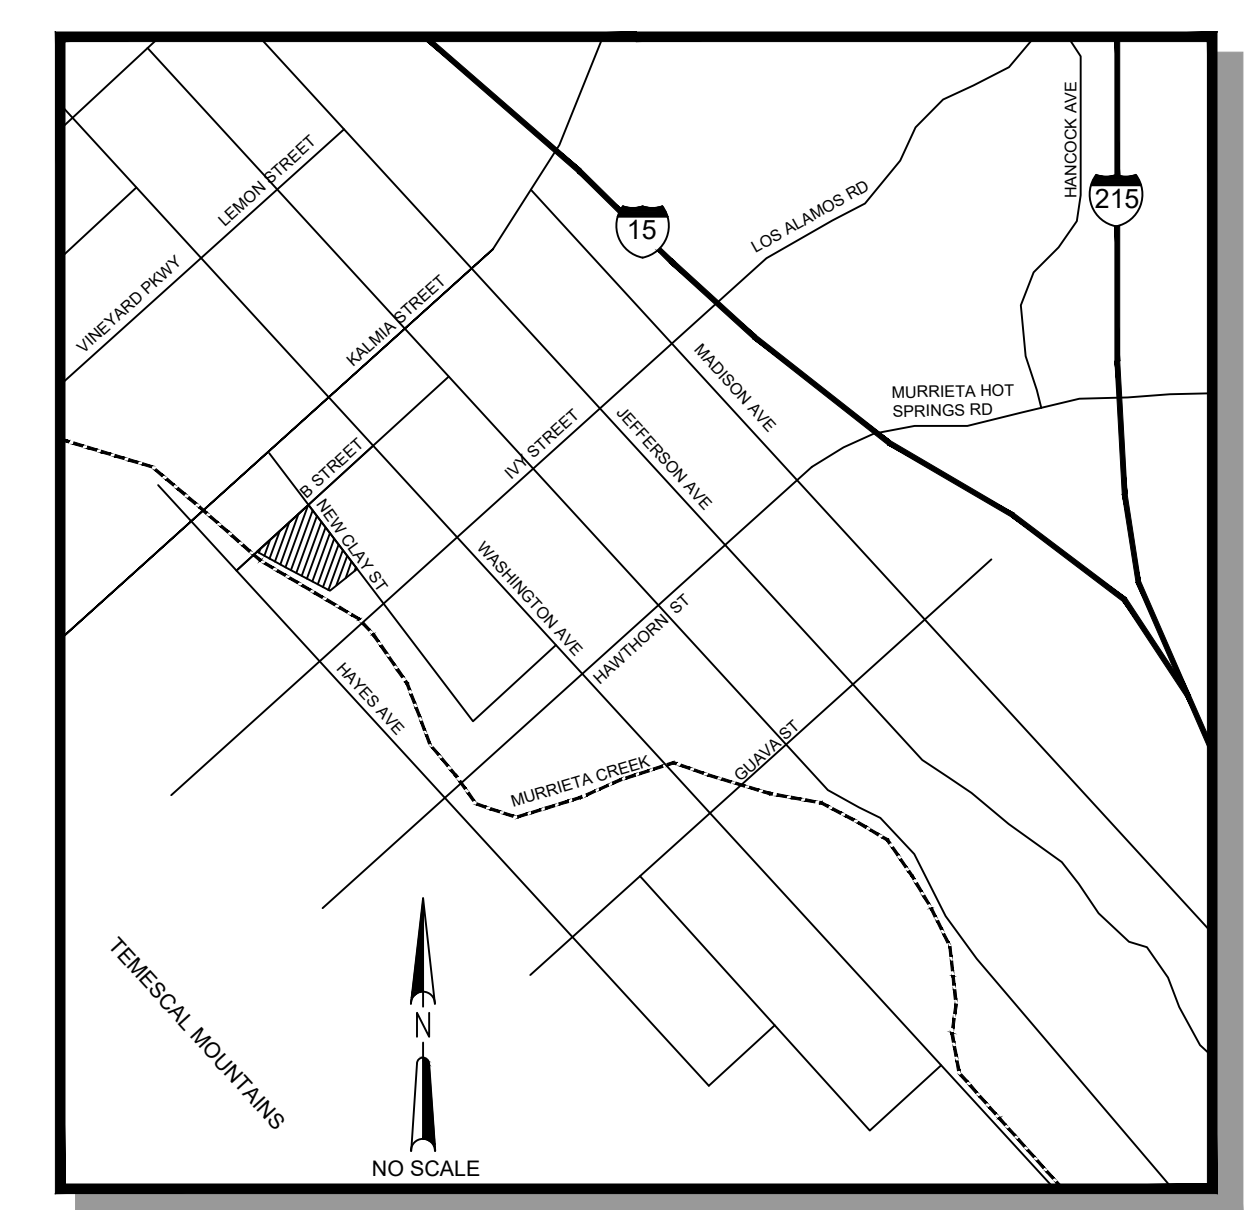 HANCOCK AVE
215
LEMON STREET
15
LOS ALAMOS RD
VINEYARD PKWY
KALMIA STREET
MADISON AVE
MURRIETA HOT
SPRINGS RD
JEFFERSON AVE
IVY STREET
B STREET
NEW CLAY ST
WASHINGTON AVE
HAWTHORN ST
HAYES AVE
GUAVA ST
MURRIETA CREEK
TEMESCAL MOUNTAINS
N
NO SCALE